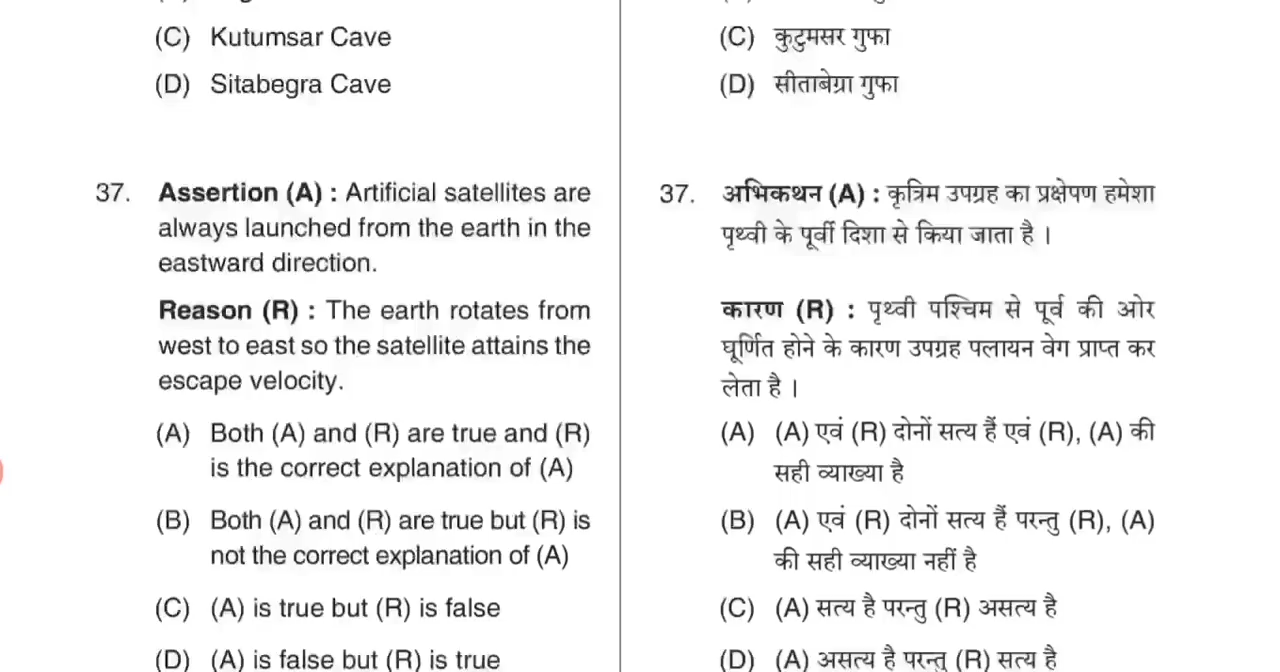 (C) Kutumsar Cave
(D) Sitabegra Cave
37. Assertion (A) : Artificial satellites are
always launched from the earth in the
eastward direction.
Reason (R) : The earth rotates from
west to east so the satellite attains the
escape velocity.
(A) Both (A) and (R) are true and (R)
is the correct explanation of (A)
(B) Both (A) and (R) are true but (R) is
not the correct explanation of (A)
(C) (A) is true but (R) is false
(D) (A) is false but (R) is true
(C) कुटुमसर गुफा
(D) सीताबेग्रा गुफा
37. अभिकथन (A) : कृत्रिम उपग्रह का प्रक्षेपण हमेशा
पृथ्वी के पूर्वी दिशा से किया जाता है ।
कारण (R) : पृथ्वी पश्चिम से पूर्व की ओर
घूर्णित होने के कारण उपग्रह पलायन वेग प्राप्त कर
लेता है ।
(A) (A) एवं (R) दोनों सत्य हैं एवं (R), (A) की
सही व्याख्या है
(B) (A) एवं (R) दोनों सत्य हैं परन्तु (R), (A)
की सही व्याख्या नहीं है
(C) (A) सत्य है परन्तु (R) असत्य है
(D) (A) असत्य है परन्तु (R) सत्य है